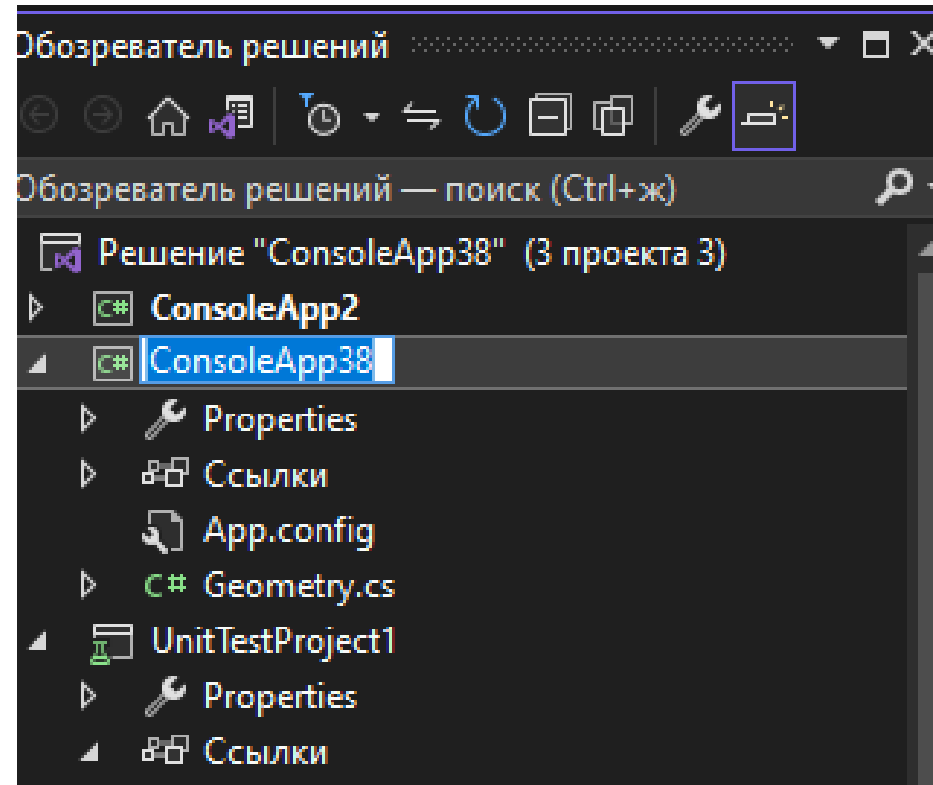 Обозреватель решений
Обозреватель решений — поиск (Ctrl+ж)
Решение "ConsoleApp38" (3 проекта 3)
C# ConsoleApp2
C# ConsoleApp38
Properties
Ссылки
App.config
C# Geometry.cs
UnitTestProject1
Properties
Ссылки